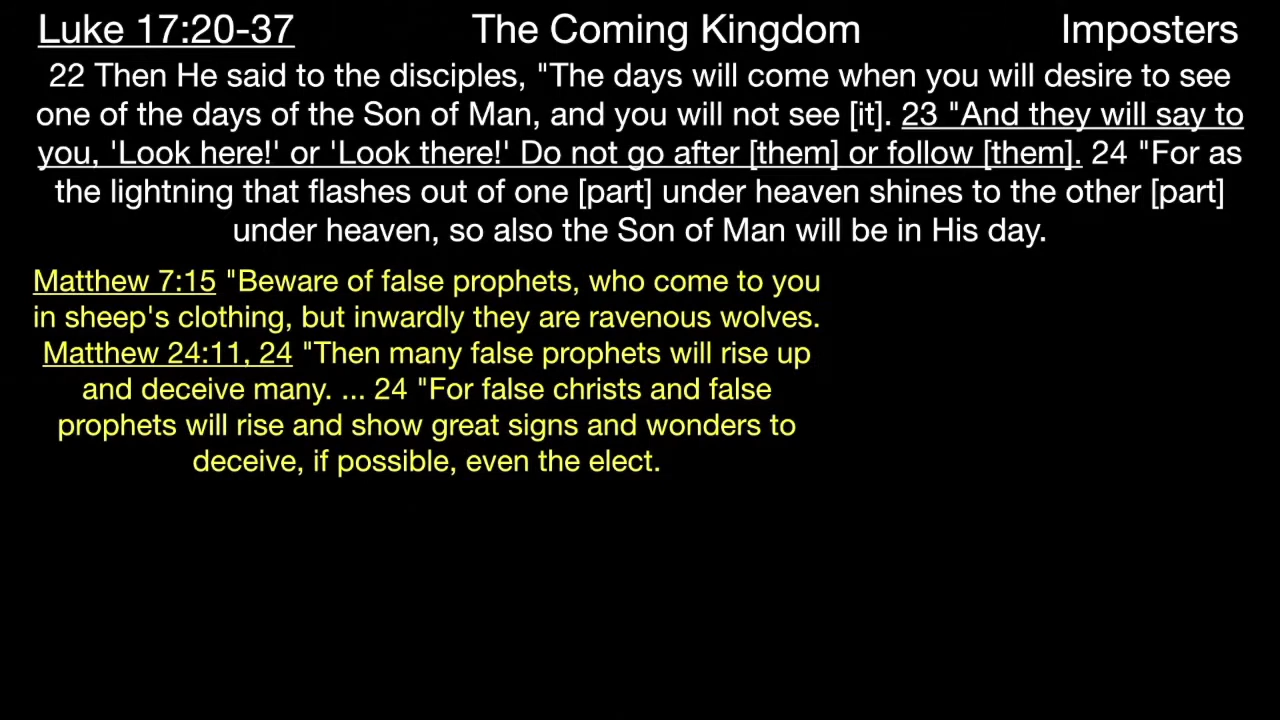 Luke 17:20-37 The Coming Kingdom Imposters
22 Then He said to the disciples, "The days will come when you will desire to see
one of the days of the Son of Man, and you will not see [it]. 23 "And they will say to
you, 'Look here!' or 'Look there!' Do not go after [them] or follow [them]. 24 "For as
the lightning that flashes out of one [part] under heaven shines to the other [part]
under heaven, so also the Son of Man will be in His day.
Matthew 7:15 "Beware of false prophets, who come to you
in sheep's clothing, but inwardly they are ravenous wolves.
Matthew 24:11, 24 "Then many false prophets will rise up
and deceive many. ... 24 "For false christs and false
prophets will rise and show great signs and wonders to
deceive, if possible, even the elect.